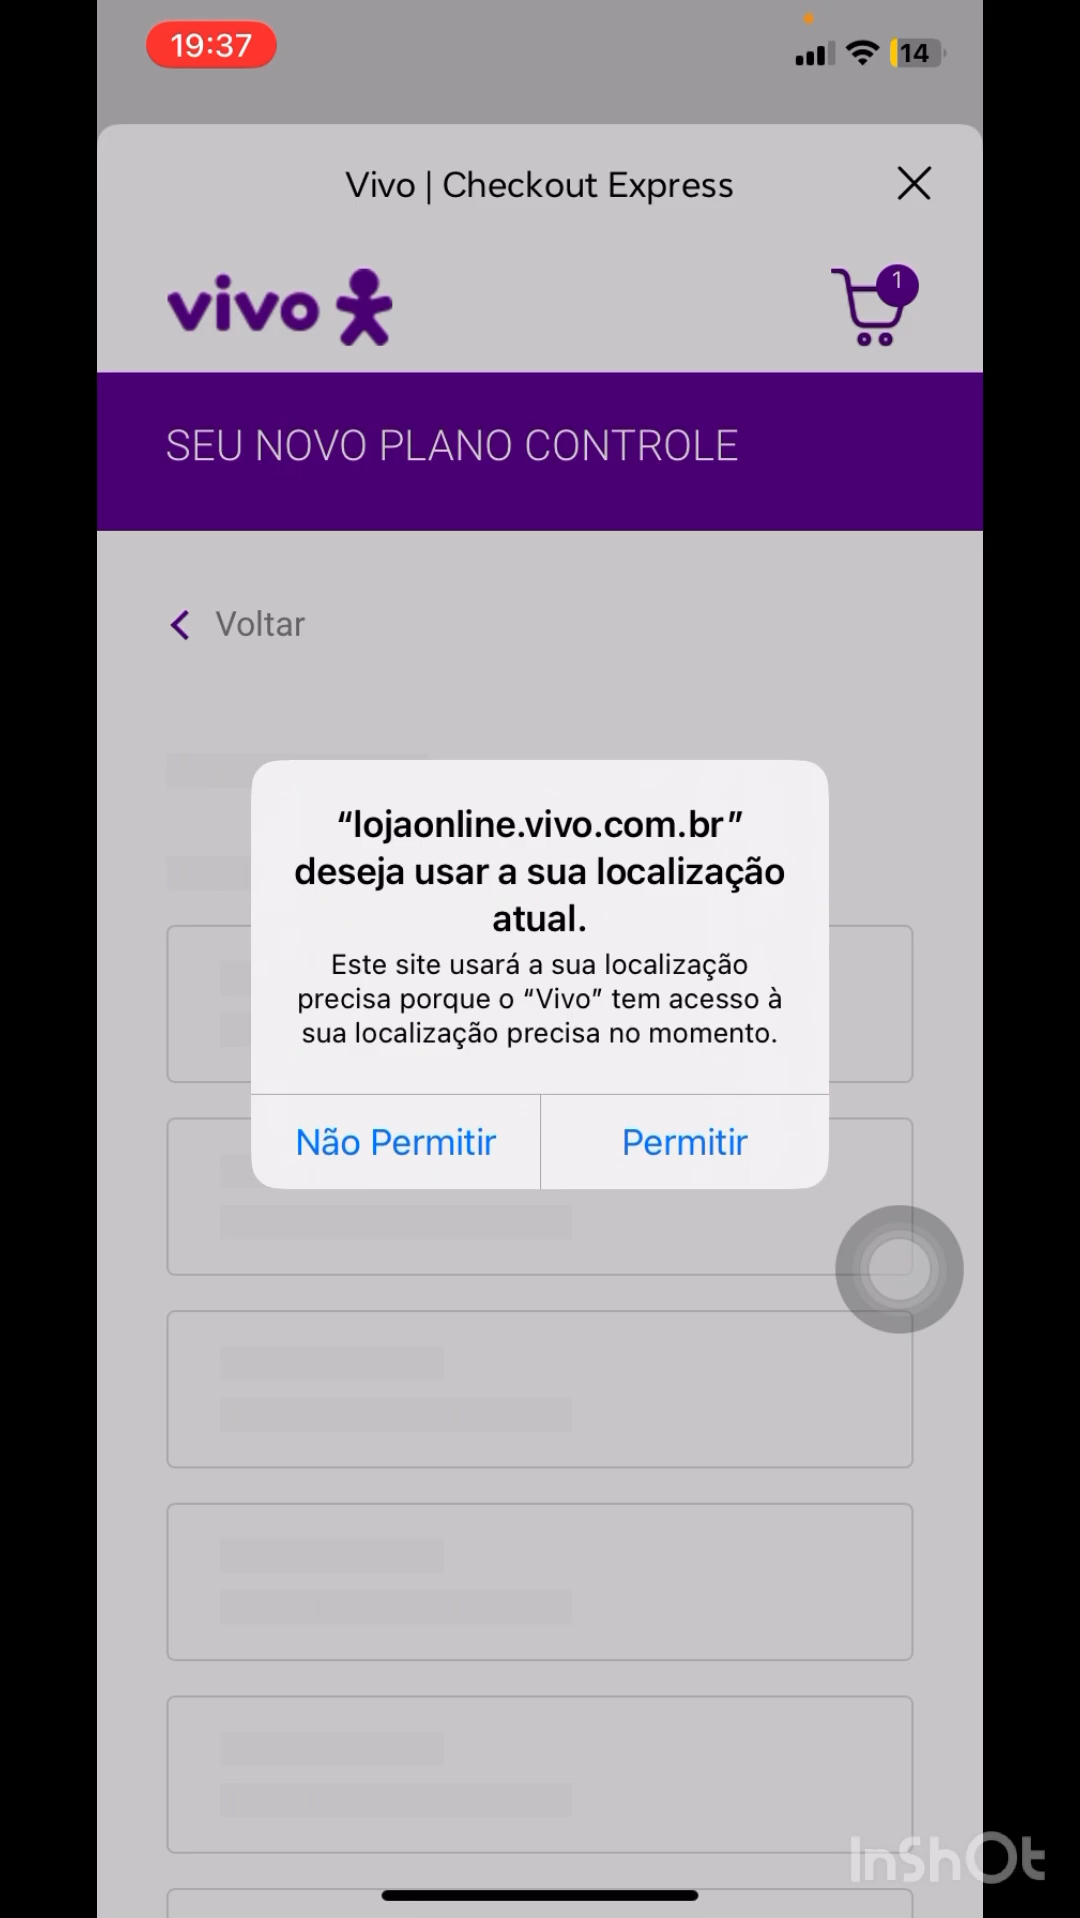 19:37
14
Vivo | Checkout Express
vivo
1
SEU NOVO PLANO CONTROLE
Voltar
“lojaonline.vivo.com.br”
deseja usar a sua localização
atual.
Este site usará a sua localização
precisa porque o “Vivo” tem acesso à
sua localização precisa no momento.
Não Permitir
Permitir
InShOt